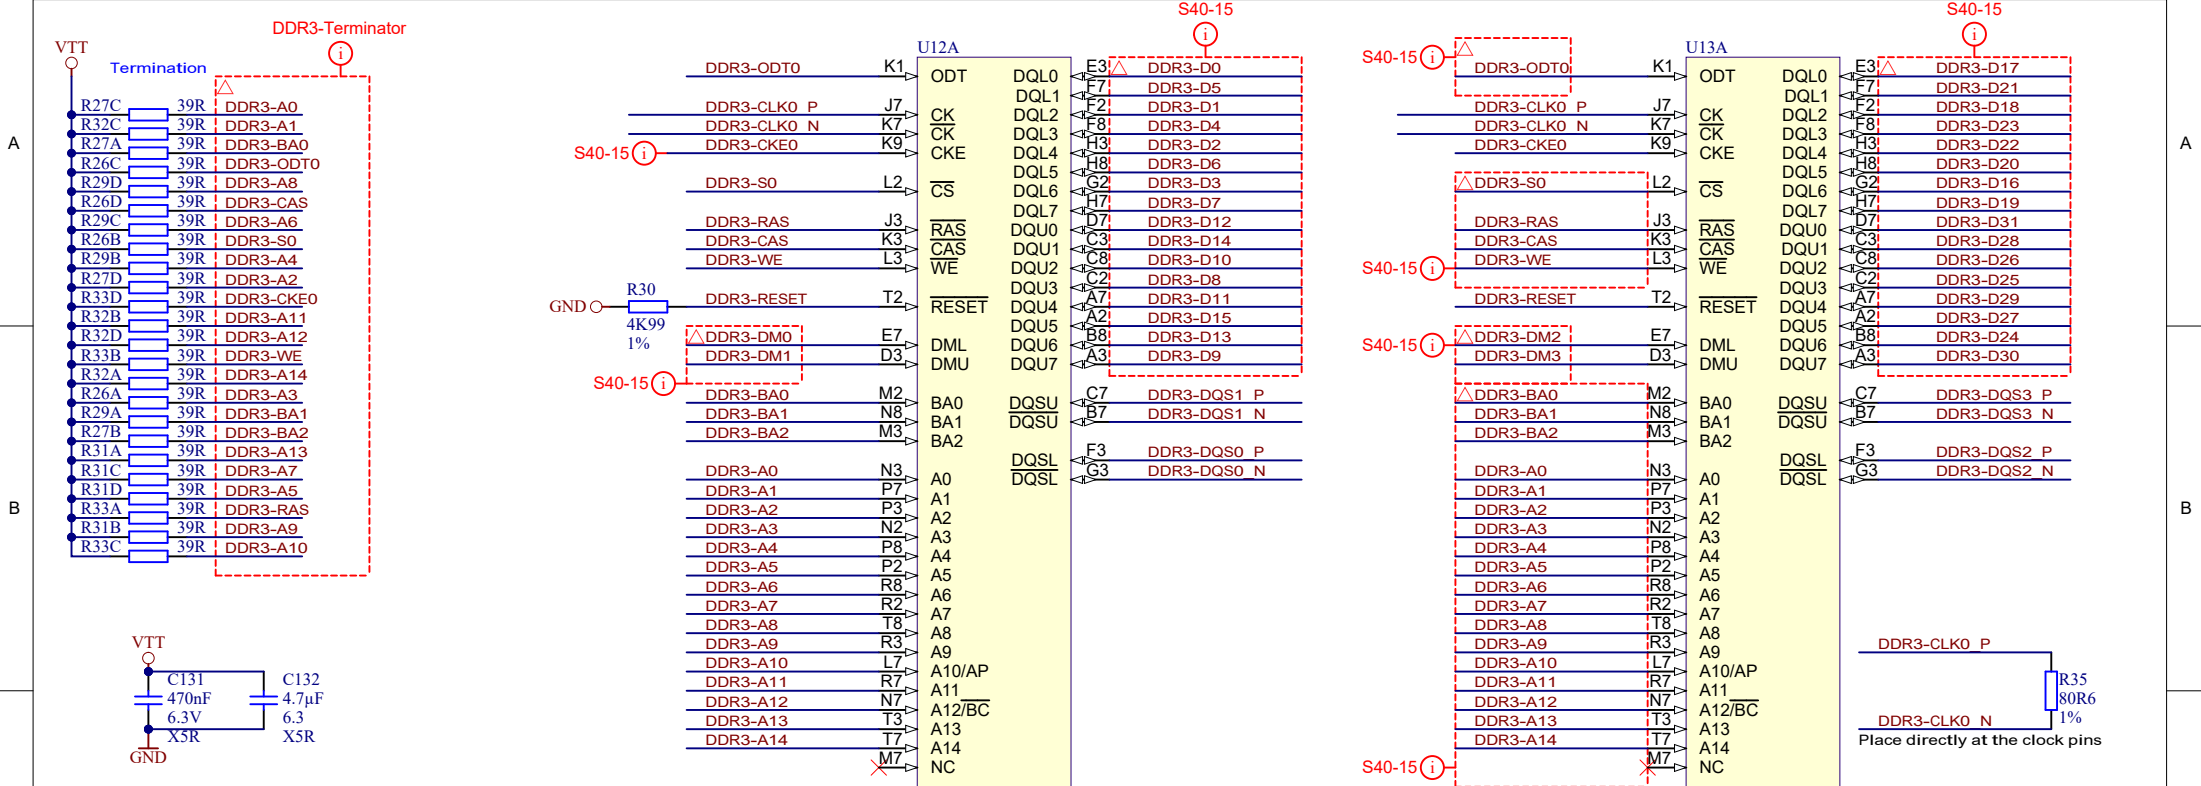 S40-15
S40-15
DDR3-Terminator
i
i
i
VTT
Termination
R27C 39R DDR3-A0
R32C 39R DDR3-A1
R27A 39R DDR3-BA0
R26C 39R DDR3-ODT0
R29D 39R DDR3-A8
R26D 39R DDR3-CAS
R29C 39R DDR3-A6
R26B 39R DDR3-S0
R29B 39R DDR3-A4
R27D 39R DDR3-A2
R33D 39R DDR3-CKE0
R32B 39R DDR3-A11
R32D 39R DDR3-A12
R33B 39R DDR3-WE
R32A 39R DDR3-A14
R26A 39R DDR3-A3
R29A 39R DDR3-BA1
R27B 39R DDR3-BA2
R31A 39R DDR3-A13
R31C 39R DDR3-A7
R31D 39R DDR3-A5
R33A 39R DDR3-RAS
R31B 39R DDR3-A9
R33C 39R DDR3-A10
A
B
VTT
C131
470nF
6.3V
X5R
C132
4.7µF
6.3
X5R
GND
U12A
DDR3-ODT0 K1 ODT
DDR3-CLK0_P J7 CK
DDR3-CLK0_N K7 CK
S40-15 i DDR3-CKE0 K9 CKE
DDR3-S0 L2 CS
DDR3-RAS J3 RAS
DDR3-CAS K3 CAS
DDR3-WE L3 WE
GND R30 4K99 1%
DDR3-RESET T2 RESET
DDR3-DM0 E7 DML
DDR3-DM1 D3 DMU
S40-15 i
DDR3-BA0 M2 BA0
DDR3-BA1 N8 BA1
DDR3-BA2 M3 BA2
DDR3-A0 N3 A0
DDR3-A1 P7 A1
DDR3-A2 P3 A2
DDR3-A3 N2 A3
DDR3-A4 P8 A4
DDR3-A5 P2 A5
DDR3-A6 R8 A6
DDR3-A7 R2 A7
DDR3-A8 T8 A8
DDR3-A9 R3 A9
DDR3-A10 L7 A10/AP
DDR3-A11 R7 A11
DDR3-A12 N7 A12/BC
DDR3-A13 T3 A13
DDR3-A14 T7 A14
M7 NC
DQL0 E3 DDR3-D0
DQL1 F7 DDR3-D5
DQL2 F2 DDR3-D1
DQL3 F8 DDR3-D4
DQL4 H3 DDR3-D2
DQL5 H8 DDR3-D6
DQL6 G2 DDR3-D3
DQL7 H7 DDR3-D7
DQU0 D7 DDR3-D12
DQU1 C3 DDR3-D14
DQU2 C8 DDR3-D10
DQU3 C2 DDR3-D8
DQU4 A7 DDR3-D11
DQU5 A2 DDR3-D15
DQU6 B8 DDR3-D13
DQU7 A3 DDR3-D9
DQSU C7 DDR3-DQS1_P
DQSU B7 DDR3-DQS1_N
DQSL F3 DDR3-DQS0_P
DQSL G3 DDR3-DQS0_N
U13A
S40-15 i
DDR3-ODT0 K1 ODT
DDR3-CLK0_P J7 CK
DDR3-CLK0_N K7 CK
DDR3-CKE0 K9 CKE
DDR3-S0 L2 CS
DDR3-RAS J3 RAS
DDR3-CAS K3 CAS
S40-15 i DDR3-WE L3 WE
DDR3-RESET T2 RESET
S40-15 i DDR3-DM2 E7 DML
DDR3-DM3 D3 DMU
DDR3-BA0 M2 BA0
DDR3-BA1 N8 BA1
DDR3-BA2 M3 BA2
DDR3-A0 N3 A0
DDR3-A1 P7 A1
DDR3-A2 P3 A2
DDR3-A3 N2 A3
DDR3-A4 P8 A4
DDR3-A5 P2 A5
DDR3-A6 R8 A6
DDR3-A7 R2 A7
DDR3-A8 T8 A8
DDR3-A9 R3 A9
DDR3-A10 L7 A10/AP
DDR3-A11 R7 A11
DDR3-A12 N7 A12/BC
DDR3-A13 T3 A13
DDR3-A14 T7 A14
S40-15 i M7 NC
DQL0 E3 DDR3-D17
DQL1 F7 DDR3-D21
DQL2 F2 DDR3-D18
DQL3 F8 DDR3-D23
DQL4 H3 DDR3-D22
DQL5 H8 DDR3-D20
DQL6 G2 DDR3-D16
DQL7 H7 DDR3-D19
DQU0 D7 DDR3-D31
DQU1 C3 DDR3-D28
DQU2 C8 DDR3-D26
DQU3 C2 DDR3-D25
DQU4 A7 DDR3-D29
DQU5 A2 DDR3-D27
DQU6 B8 DDR3-D24
DQU7 A3 DDR3-D30
DQSU C7 DDR3-DQS3_P
DQSU B7 DDR3-DQS3_N
DQSL F3 DDR3-DQS2_P
DQSL G3 DDR3-DQS2_N
DDR3-CLK0_P
R35
80R6
1%
DDR3-CLK0_N
Place directly at the clock pins
A
B